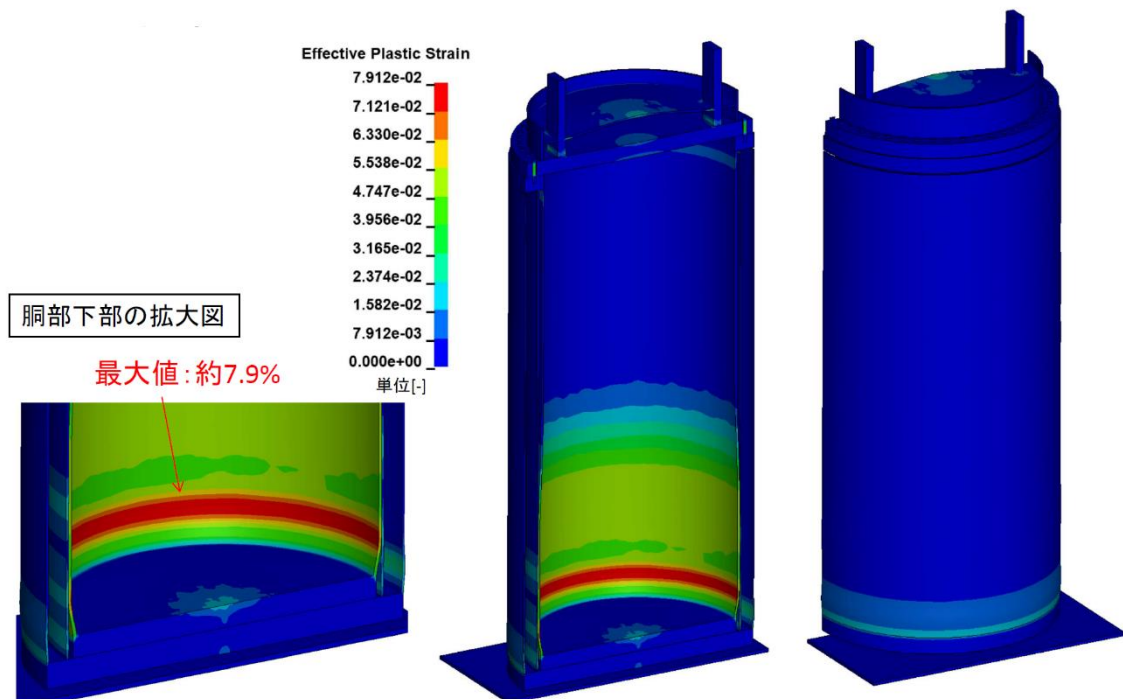 Effective Plastic Strain
7.912e-02
7.121e-02
6.330e-02
5.538e-02
4.747e-02
3.956e-02
3.165e-02
2.374e-02
1.582e-02
7.912e-03
0.000e+00
単位[-]
胴部下部の拡大図
最大値：約7.9%